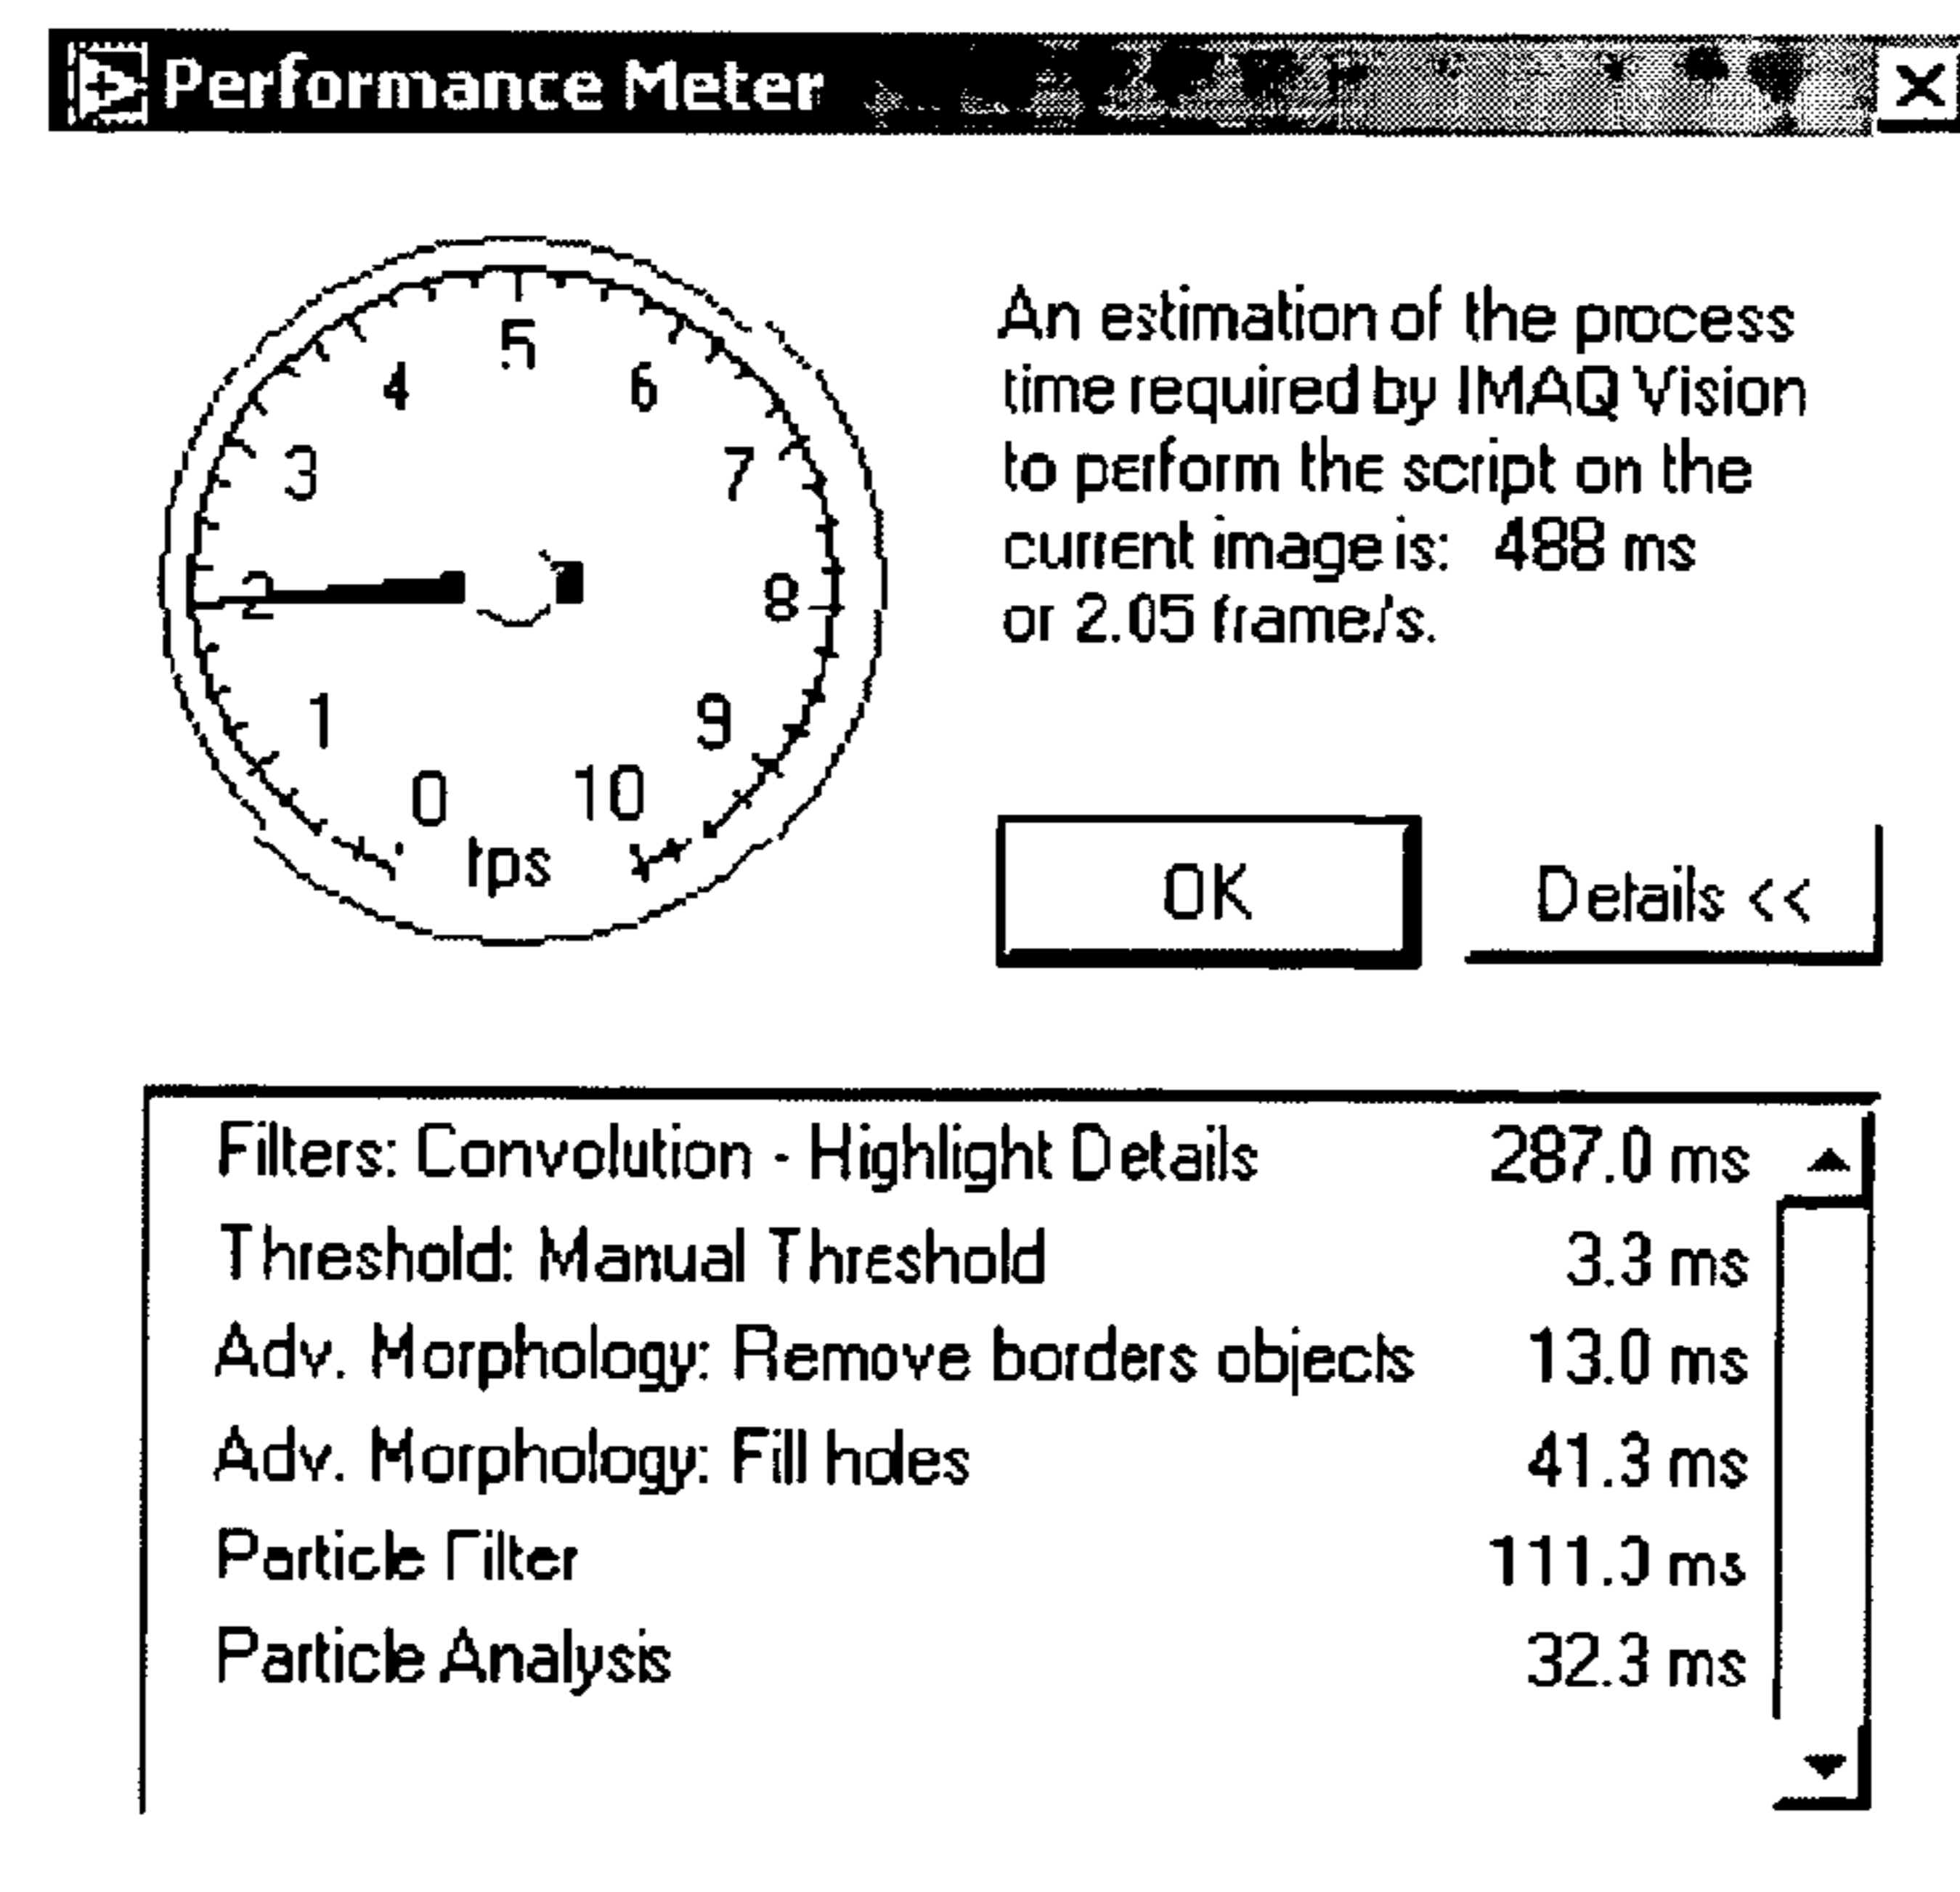 Performance Meter
5
4
6
3
7
2
8
1
9
0
10
fps
An estimation of the process
time required by IMAQ Vision
to perform the script on the
current image is: 488 ms
or 2.05 frame/s.
OK
Details <<
Filters: Convolution - Highlight Details 287.0 ms
Threshold: Manual Threshold 3.3 ms
Adv. Morphology: Remove borders objects 13.0 ms
Adv. Morphology: Fill holes 41.3 ms
Particle Filter 111.0 ms
Particle Analysis 32.3 ms